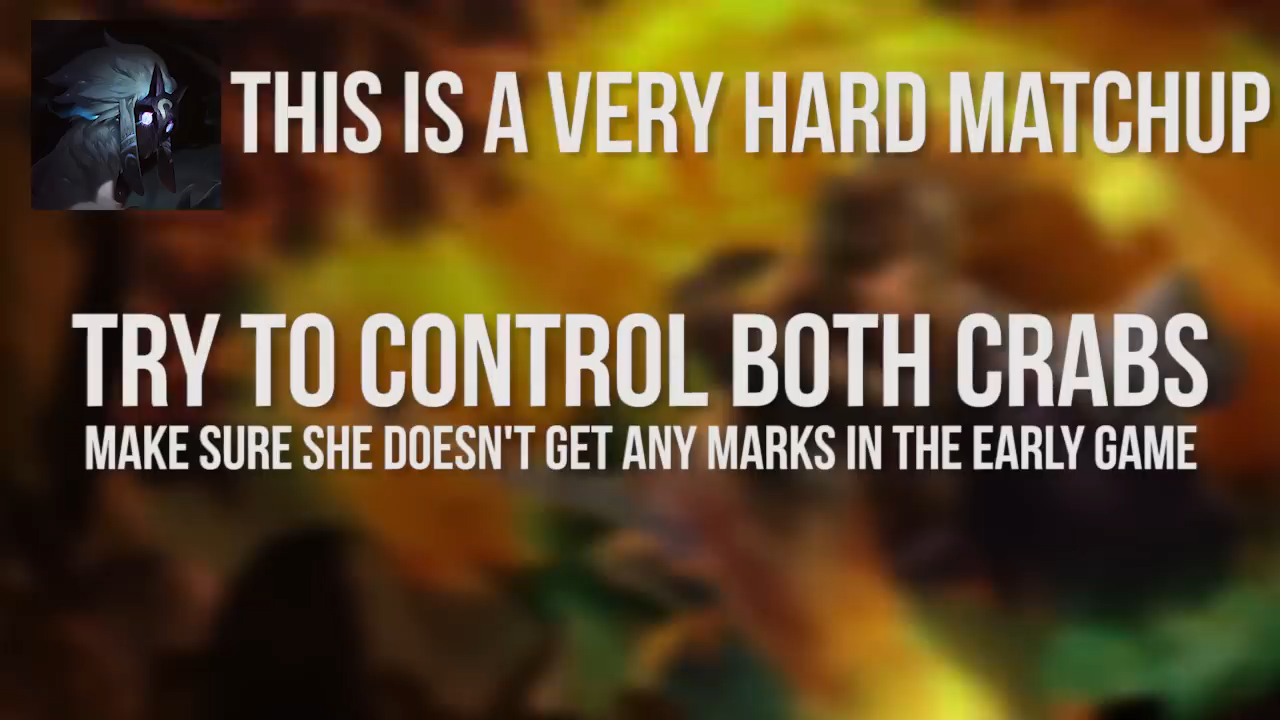 THIS IS A VERY HARD MATCHUP
TRY TO CONTROL BOTH CRABS
MAKE SURE SHE DOESN'T GET ANY MARKS IN THE EARLY GAME